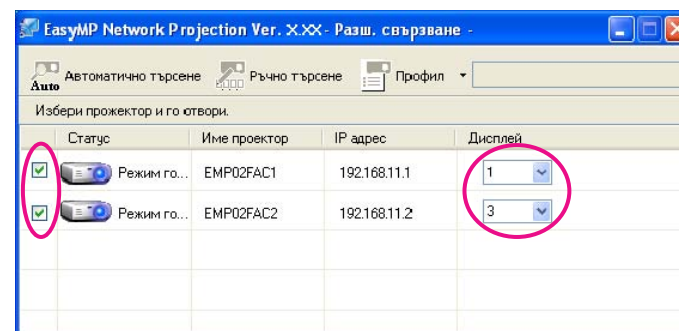 EasyMP Network Projection Ver. X.XX - Разш. свързване -
Auto Автоматично търсене Ръчно търсене Профил
Избери прожектор и го отвори.
Статус Име проектор IP адрес Дисплей
Режим го... EMP02FAC1 192.168.11.1 1
Режим го... EMP02FAC2 192.168.11.2 3